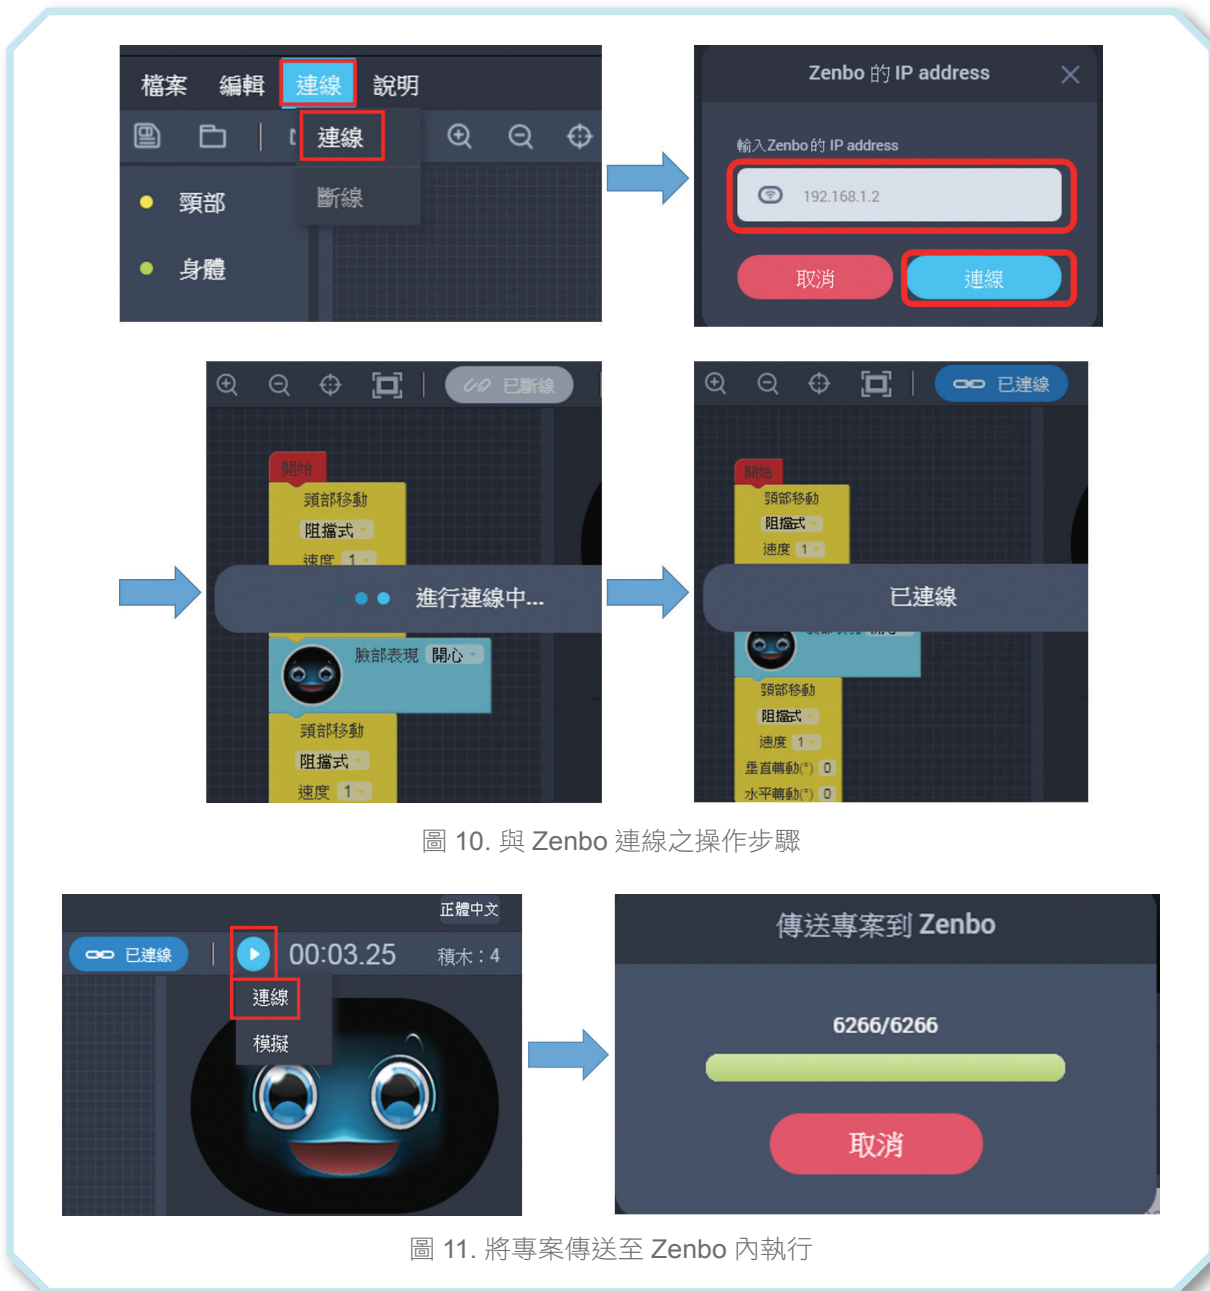 檔案 編輯 連線 說明
連線
斷線
頸部
身體
Zenbo 的 IP address
輸入Zenbo的 IP address
192.168.1.2
取消 連線
已斷線
開始
頸部移動
阻擋式
速度 1
進行連線中...
臉部表現 開心
頸部移動
阻擋式
速度 1
已連線
開始
頸部移動
阻擋式
速度 1
已連線
頸部移動
阻擋式
速度 1
垂直轉動(°) 0
水平轉動(°) 0
圖 10. 與 Zenbo 連線之操作步驟
正體中文
已連線 00:03.25 積木：4
連線
模擬
傳送專案到 Zenbo
6266/6266
取消
圖 11. 將專案傳送至 Zenbo 內執行